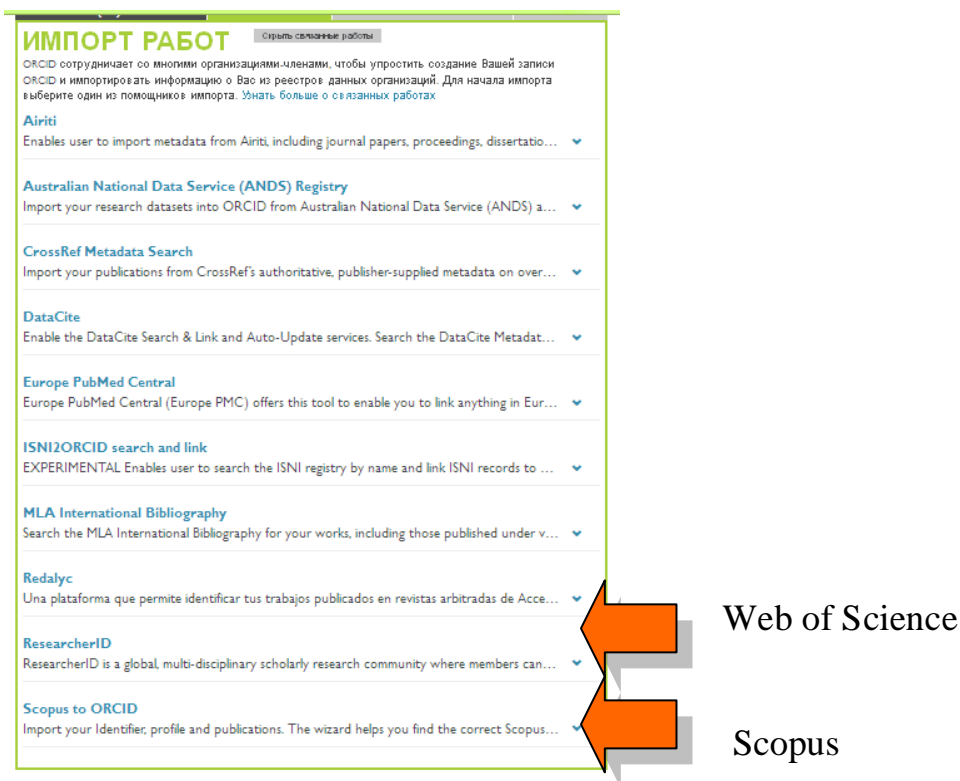 ИМПОРТ РАБОТ
Скрыть связанные работы
ORCID сотрудничает со многими организациями-членами, чтобы упростить создание Вашей записи
ORCID и импортировать информацию о Вас из реестров данных организаций. Для начала импорта
выберите один из помощников импорта. Узнать больше о связанных работах
Airiti
Enables user to import metadata from Airiti, including journal papers, proceedings, dissertatio...
Australian National Data Service (ANDS) Registry
Import your research datasets into ORCID from Australian National Data Service (ANDS) a...
CrossRef Metadata Search
Import your publications from CrossRef's authoritative, publisher-supplied metadata on over...
DataCite
Enable the DataCite Search & Link and Auto-Update services. Search the DataCite Metadat...
Europe PubMed Central
Europe PubMed Central (Europe PMC) offers this tool to enable you to link anything in Eur...
ISNI2ORCID search and link
EXPERIMENTAL Enables user to search the ISNI registry by name and link ISNI records to ...
MLA International Bibliography
Search the MLA International Bibliography for your works, including those published under v...
Redalyc
Una plataforma que permite identificar tus trabajos publicados en revistas arbitradas de Acce...
Web of Science
ResearcherID
ResearcherID is a global, multi-disciplinary scholarly research community where members can...
Scopus to ORCID
Import your Identifier, profile and publications. The wizard helps you find the correct Scopus...
Scopus